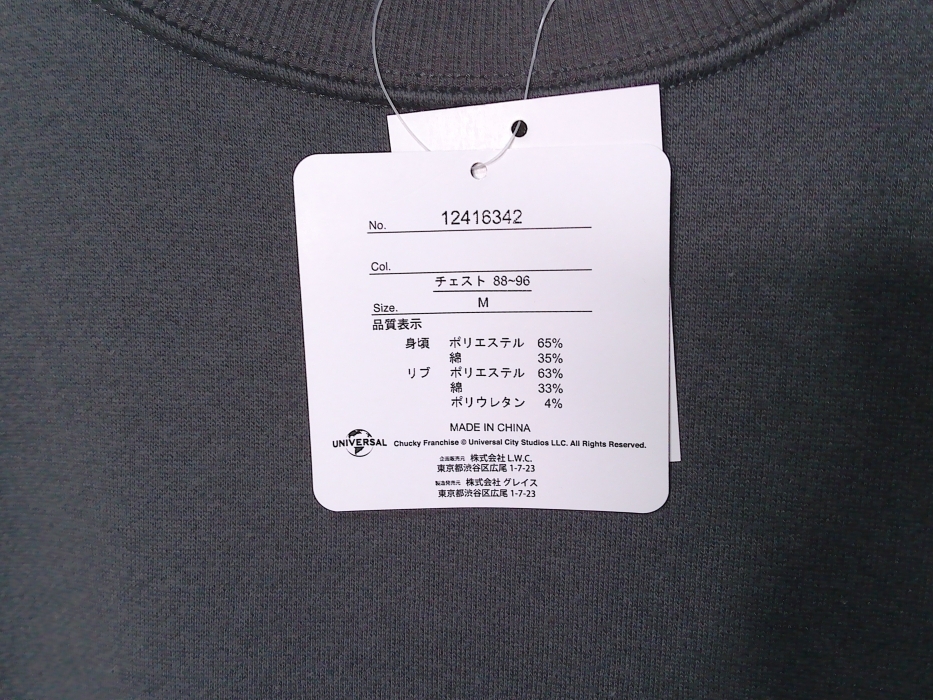 No. 12416342
Col.
チェスト 88~96
Size. M
品質表示
身頃 ポリエステル 65%
綿 35%
リブ ポリエステル 63%
綿 33%
ポリウレタン 4%
MADE IN CHINA
UNIVERSAL Chucky Franchise © Universal City Studios LLC. All Rights Reserved.
企画販売元 株式会社 L.W.C.
東京都渋谷区広尾 1-7-23
製造発売元 株式会社 グレイス
東京都渋谷区広尾 1-7-23